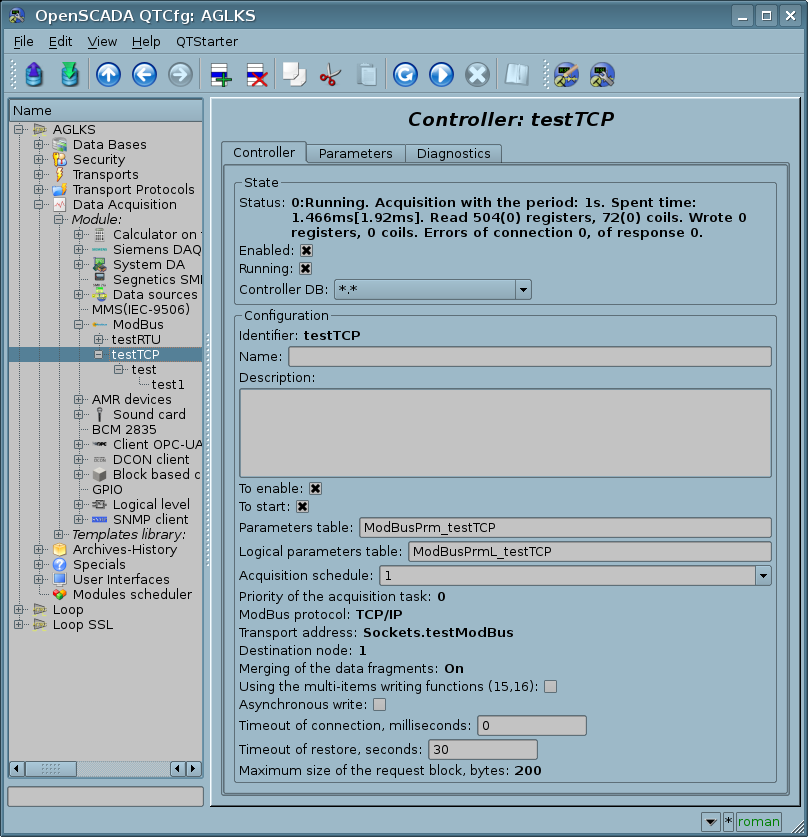 OpenSCADA QTCfg: AGLKS
File Edit View Help QTStarter
Name
AGLKS
Data Bases
Security
Transports
Transport Protocols
Data Acquisition
Module:
Calculator on
Siemens DAQ
System DA
Segnetics SM
Data sources
MMS(IEC-9506)
ModBus
testRTU
testTCP
test
test1
AMR devices
Sound card
BCM 2835
Client OPC-UA
DCON client
Block based c
GPIO
Logical level
SNMP client
Templates library:
Archives-History
Specials
User Interfaces
Modules scheduler
Loop
Loop SSL
Controller: testTCP
Controller Parameters Diagnostics
State
Status: 0:Running. Acquisition with the period: 1s. Spent time:
1.466ms[1.92ms]. Read 504(0) registers, 72(0) coils. Wrote 0
registers, 0 coils. Errors of connection 0, of response 0.
Enabled:
Running:
Controller DB: *.*
Configuration
Identifier: testTCP
Name:
Description:
To enable:
To start:
Parameters table: ModBusPrm_testTCP
Logical parameters table: ModBusPrmL_testTCP
Acquisition schedule: 1
Priority of the acquisition task: 0
ModBus protocol: TCP/IP
Transport address: Sockets.testModBus
Destination node: 1
Merging of the data fragments: On
Using the multi-items writing functions (15,16):
Asynchronous write:
Timeout of connection, milliseconds: 0
Timeout of restore, seconds: 30
Maximum size of the request block, bytes: 200
* roman